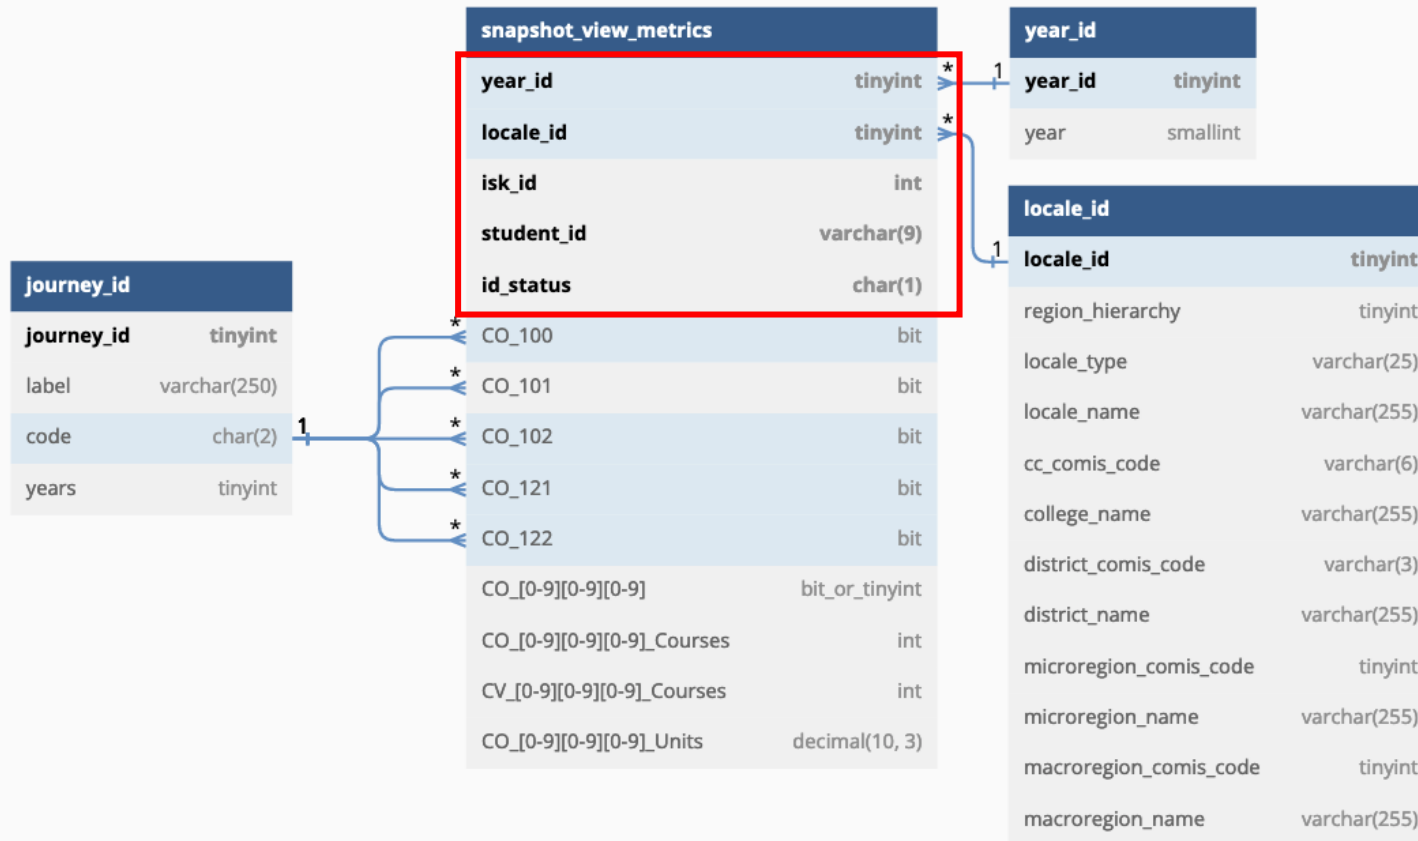 snapshot_view_metrics
year_id tinyint
locale_id tinyint
isk_id int
student_id varchar(9)
id_status char(1)
* CO_100 bit
* CO_101 bit
* CO_102 bit
* CO_121 bit
* CO_122 bit
CO_[0-9][0-9][0-9] bit_or_tinyint
CO_[0-9][0-9][0-9]_Courses int
CV_[0-9][0-9][0-9]_Courses int
CO_[0-9][0-9][0-9]_Units decimal(10, 3)
* 1
* 1
year_id
year_id tinyint
year smallint
locale_id
locale_id tinyint
region_hierarchy tinyint
locale_type varchar(25)
locale_name varchar(255)
cc_comis_code varchar(6)
college_name varchar(255)
district_comis_code varchar(3)
district_name varchar(255)
microregion_comis_code tinyint
microregion_name varchar(255)
macroregion_comis_code tinyint
macroregion_name varchar(255)
journey_id
journey_id tinyint
label varchar(250)
code char(2) 1
years tinyint